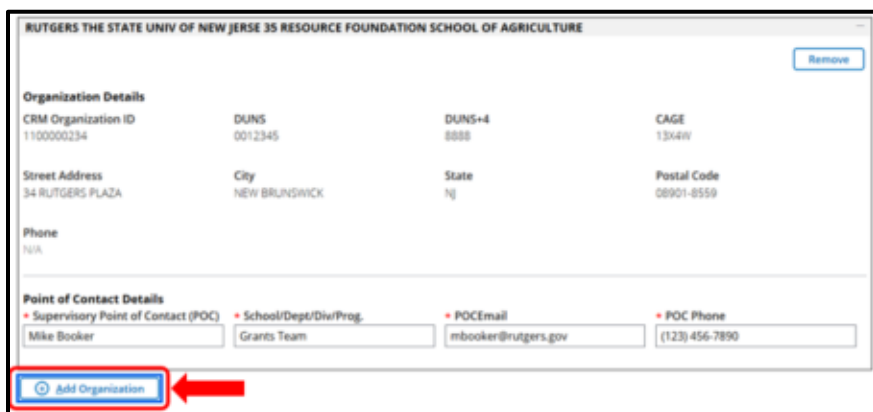 RUTGERS THE STATE UNIV OF NEW JERSE 35 RESOURCE FOUNDATION SCHOOL OF AGRICULTURE
Remove
Organization Details
CRM Organization ID DUNS DUNS+4 CAGE
1100000234 0012345 8888 13X4W
Street Address City State Postal Code
34 RUTGERS PLAZA NEW BRUNSWICK NJ 08901-8559
Phone
N/A
Point of Contact Details
* Supervisory Point of Contact (POC) * School/Dept/Div/Prog. * POCEmail * POC Phone
Mike Booker Grants Team mbooker@rutgers.gov (123) 456-7890
Add Organization